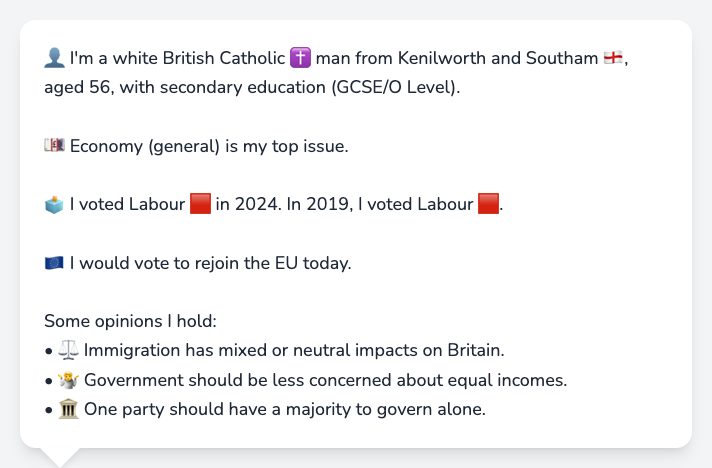 👤 I'm a white British Catholic ✝️ man from Kenilworth and Southam 🏴󠁧󠁢󠁥󠁮󠁧󠁿,
aged 56, with secondary education (GCSE/O Level).
💷 Economy (general) is my top issue.
🗳️ I voted Labour 🟥 in 2024. In 2019, I voted Labour 🟥.
🇪🇺 I would vote to rejoin the EU today.
Some opinions I hold:
• ⚖️ Immigration has mixed or neutral impacts on Britain.
• 🤷 Government should be less concerned about equal incomes.
• 🏛️ One party should have a majority to govern alone.